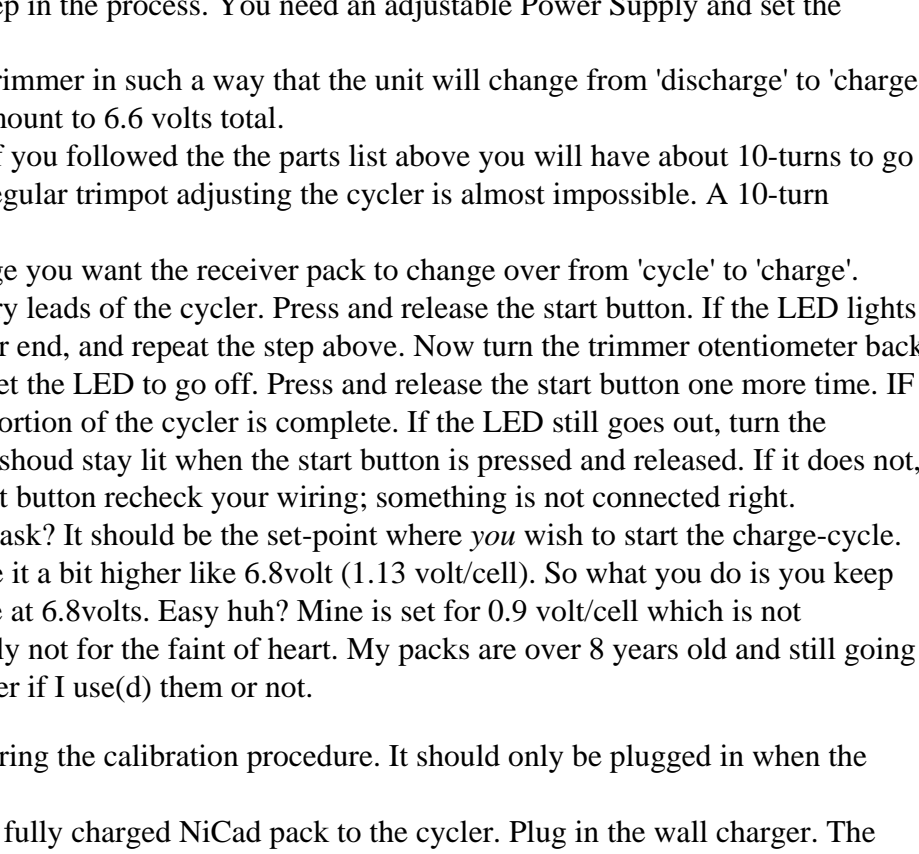 ep in the process. You need an adjustable Power Supply and set the
rimmer in such a way that the unit will change from 'discharge' to 'charge
mount to 6.6 volts total.
f you followed the the parts list above you will have about 10-turns to go
egular trimpot adjusting the cycler is almost impossible. A 10-turn
ge you want the receiver pack to change over from 'cycle' to 'charge'.
ry leads of the cycler. Press and release the start button. If the LED lights
r end, and repeat the step above. Now turn the trimmer otentiometer back
et the LED to go off. Press and release the start button one more time. IF
ortion of the cycler is complete. If the LED still goes out, turn the
shoud stay lit when the start button is pressed and released. If it does not,
t button recheck your wiring; something is not connected right.
ask? It should be the set-point where you wish to start the charge-cycle.
e it a bit higher like 6.8volt (1.13 volt/cell). So what you do is you keep
e at 6.8volts. Easy huh? Mine is set for 0.9 volt/cell which is not
ly not for the faint of heart. My packs are over 8 years old and still going
er if I use(d) them or not.
ring the calibration procedure. It should only be plugged in when the
fully charged NiCad pack to the cycler. Plug in the wall charger. The